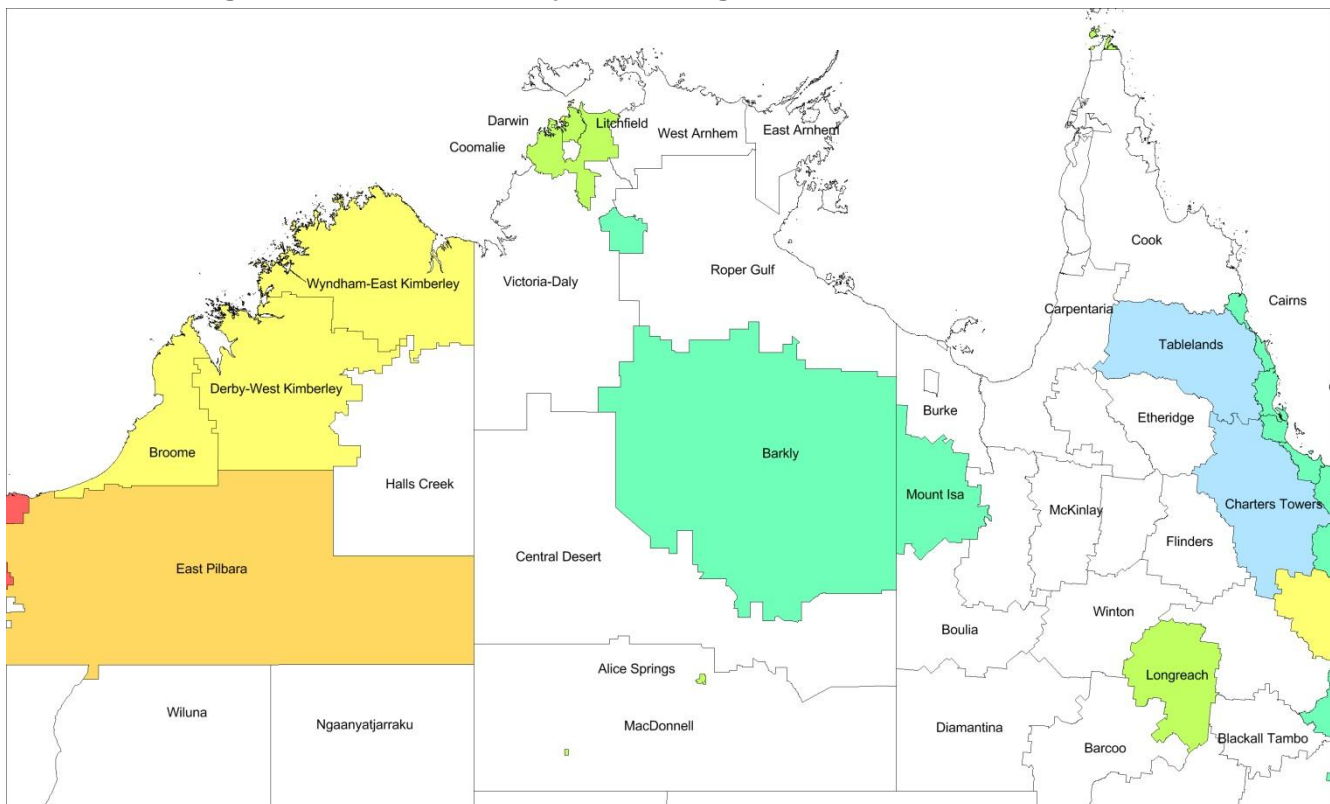 Darwin
Litchfield
West Arnhem
East Arnhem
Coomalie
Cook
Victoria-Daly
Roper Gulf
Wyndham-East Kimberley
Carpentaria
Cairns
Tablelands
Derby-West Kimberley
Burke
Etheridge
Broome
Barkly
Halls Creek
Mount Isa
McKinlay
Charters Towers
Flinders
Central Desert
East Pilbara
Winton
Boulia
Alice Springs
Longreach
Wiluna
Ngaanyatjarraku
MacDonnell
Diamantina
Barcoo
Blackall Tambo